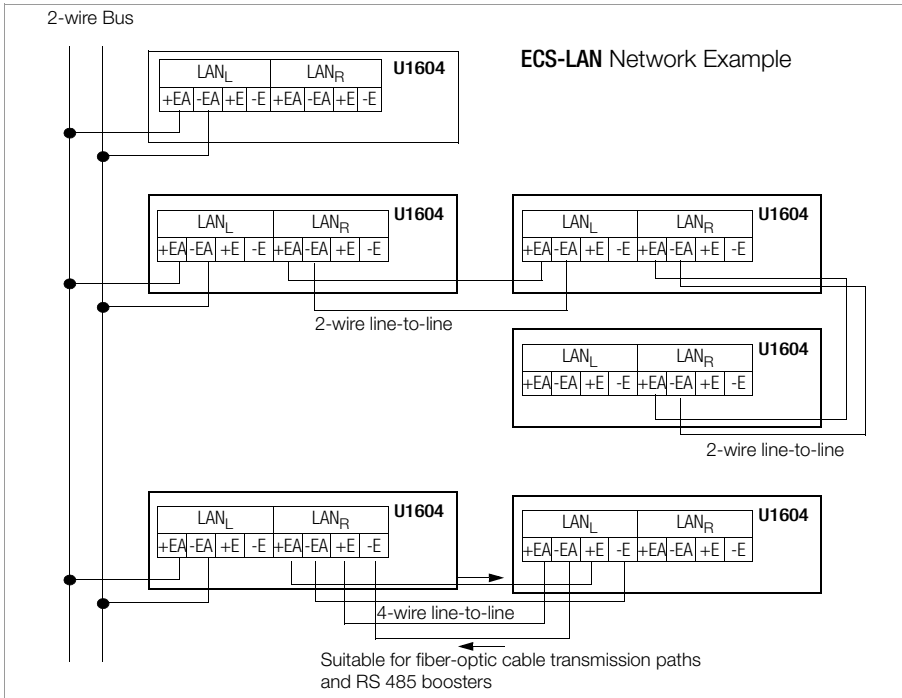 2-wire Bus
ECS-LAN Network Example
LANL LANR U1604
+EA -EA +E -E +EA -EA +E -E
LANL LANR U1604
+EA -EA +E -E +EA -EA +E -E
LANL LANR U1604
+EA -EA +E -E +EA -EA +E -E
2-wire line-to-line
LANL LANR U1604
+EA -EA +E -E +EA -EA +E -E
2-wire line-to-line
LANL LANR U1604
+EA -EA +E -E +EA -EA +E -E
LANL LANR U1604
+EA -EA +E -E +EA -EA +E -E
4-wire line-to-line
Suitable for fiber-optic cable transmission paths
and RS 485 boosters